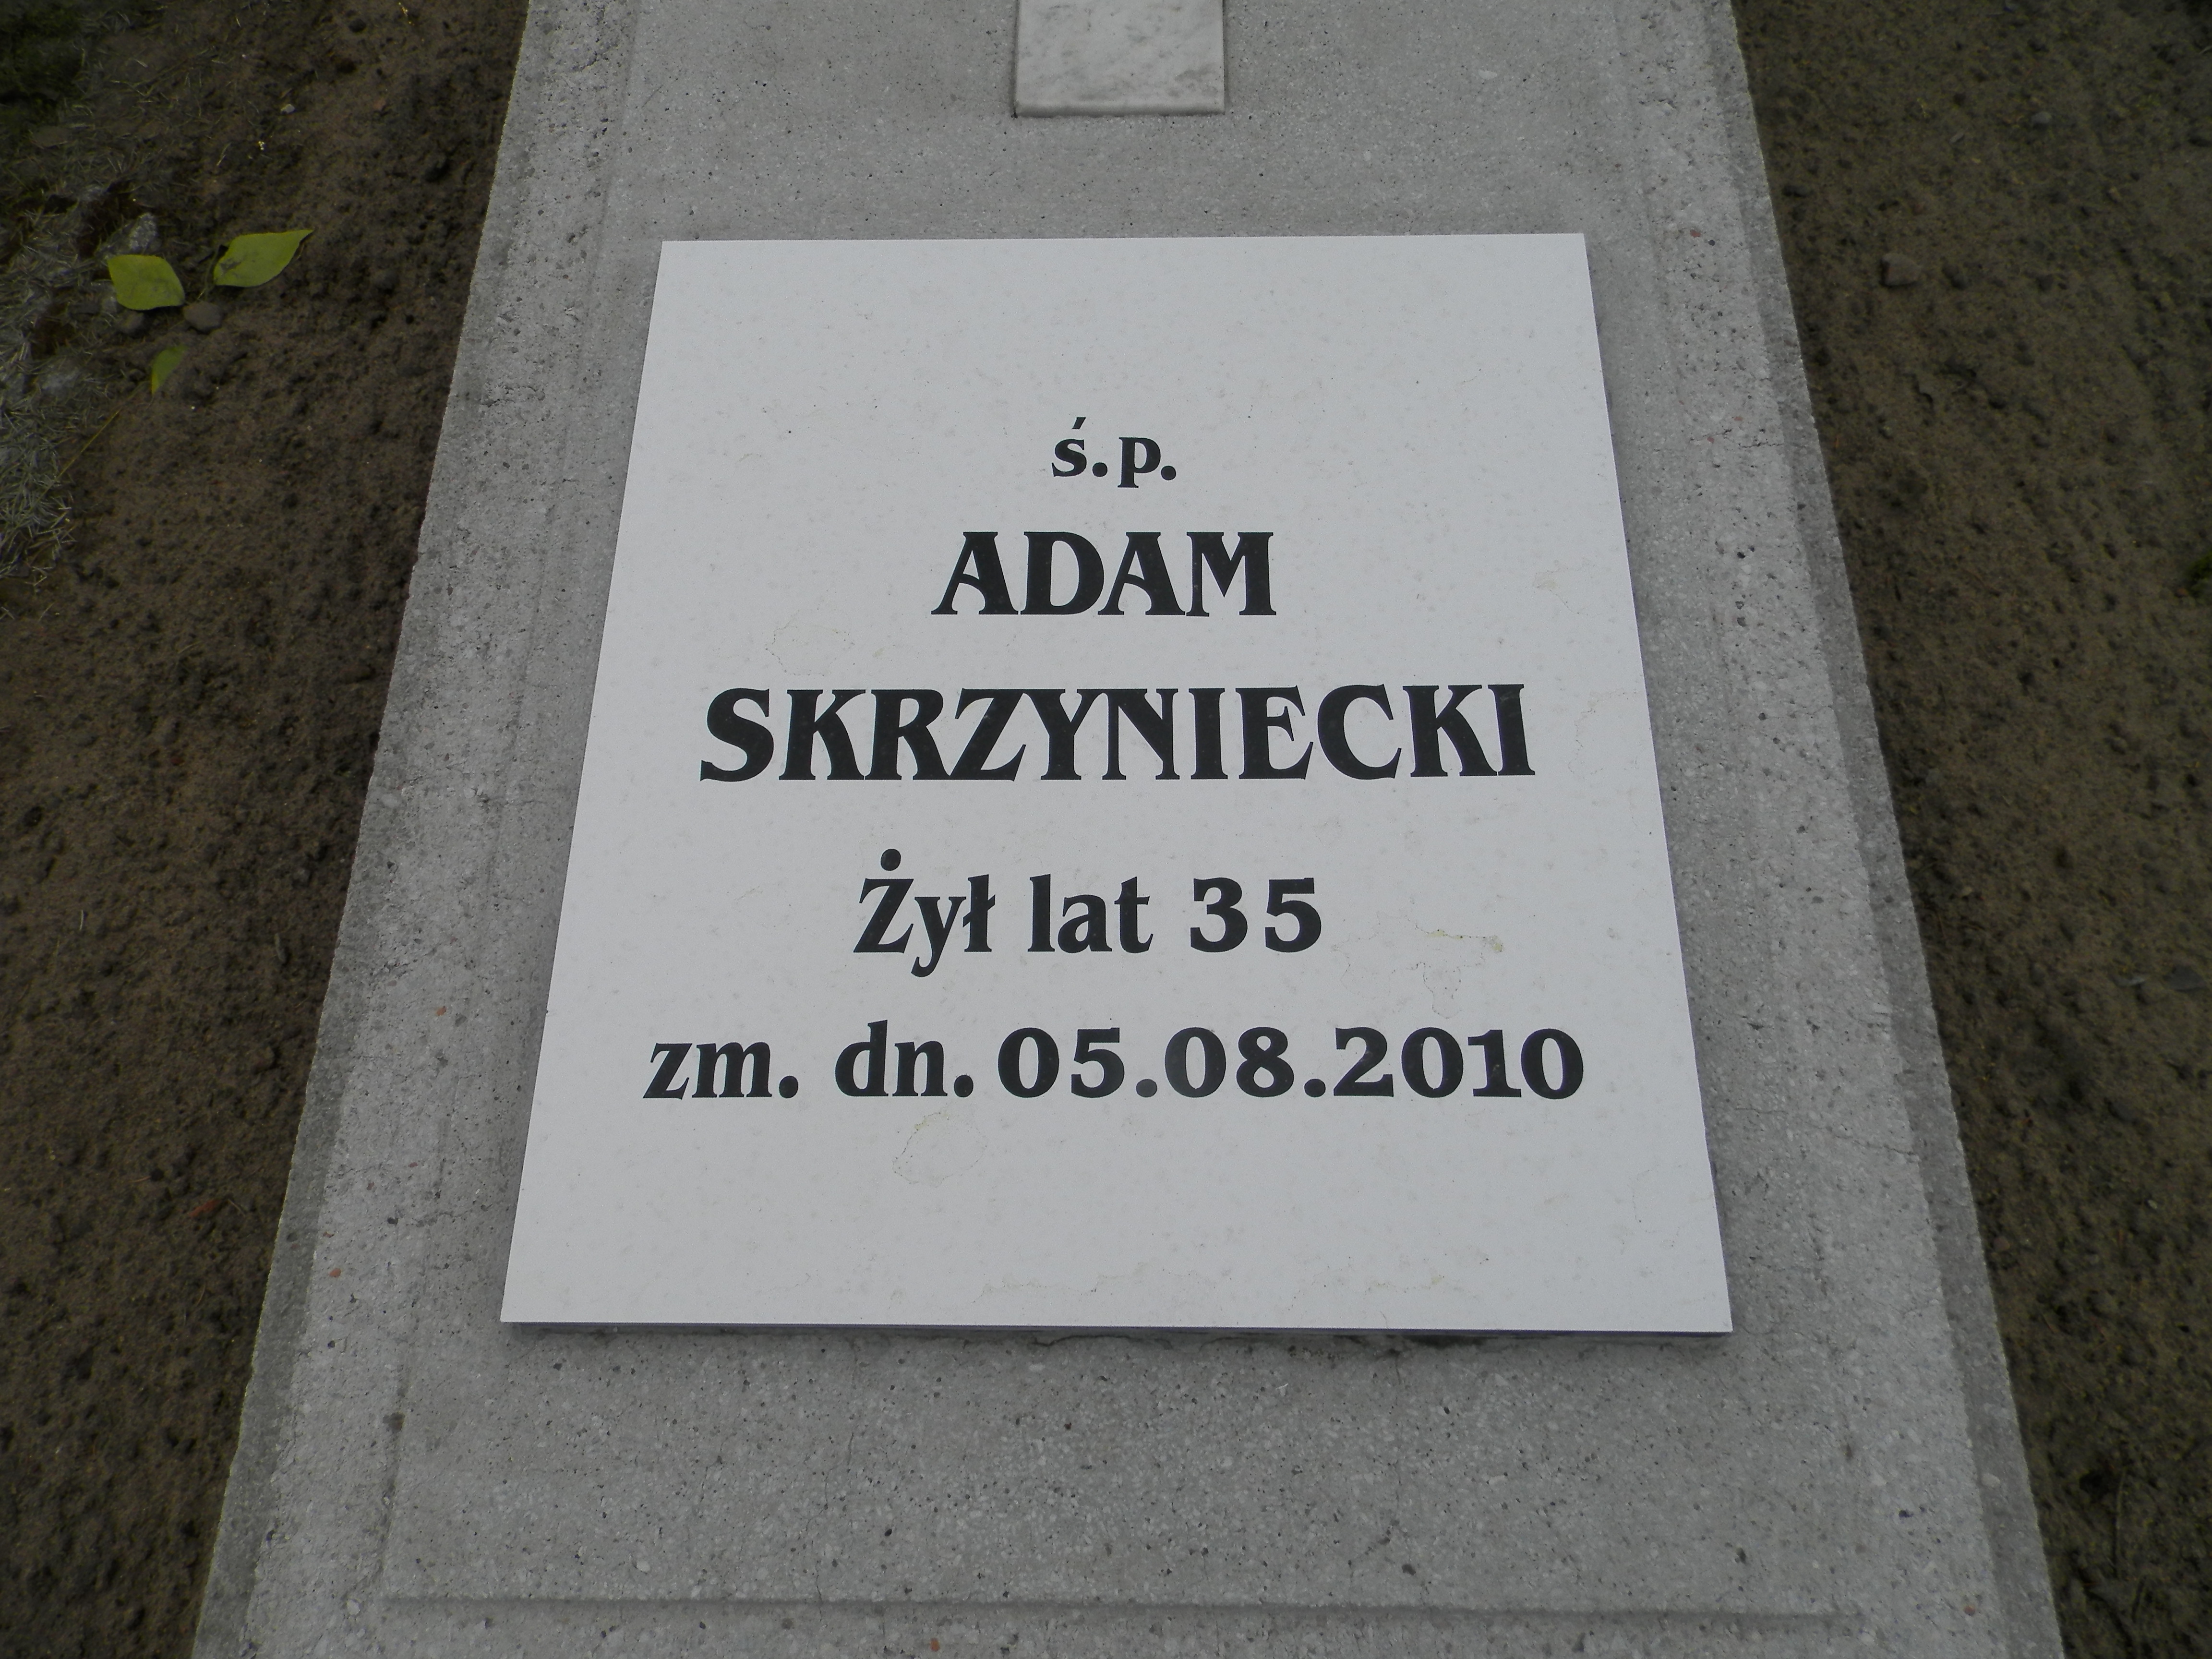 ś.p.
ADAM
SKRZYNIECKI
Żył lat 35
zm. dn. 05.08.2010